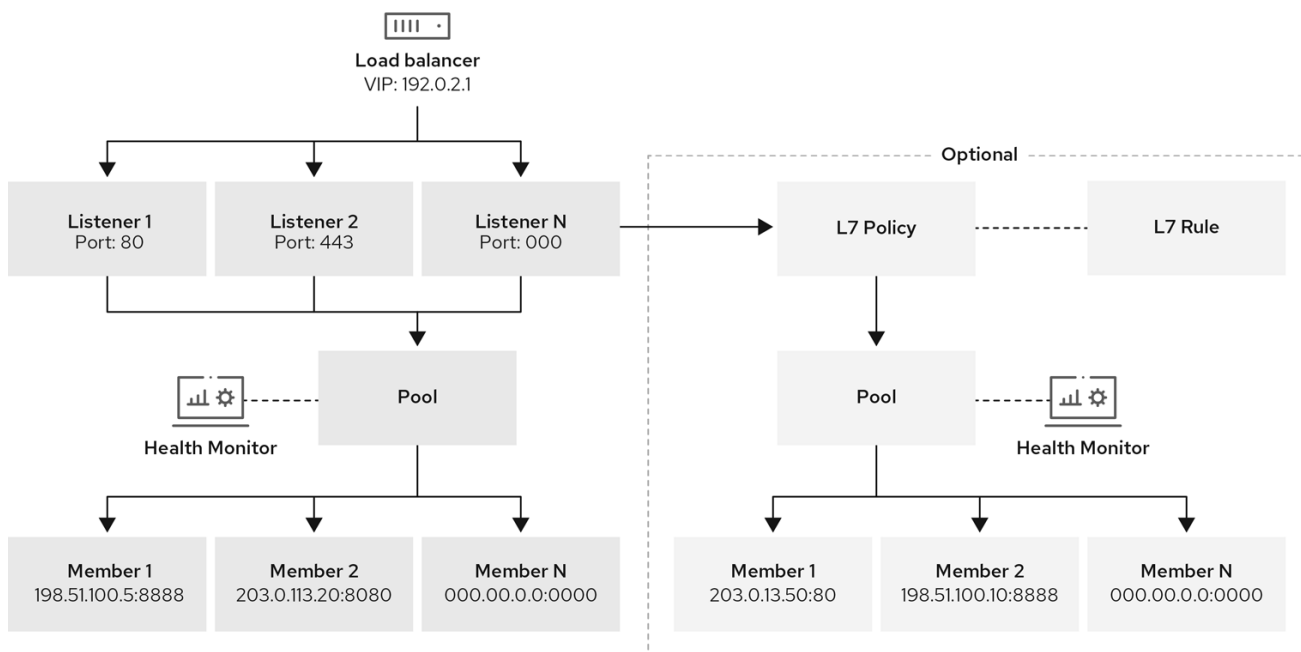 Load balancer
VIP: 192.0.2.1
Optional
Listener 1
Port: 80
Listener 2
Port: 443
Listener N
Port: 000
L7 Policy
L7 Rule
Pool
Health Monitor
Pool
Health Monitor
Member 1
198.51.100.5:8888
Member 2
203.0.113.20:8080
Member N
000.00.0.0:0000
Member 1
203.0.13.50:80
Member 2
198.51.100.10:8888
Member N
000.00.0.0:0000